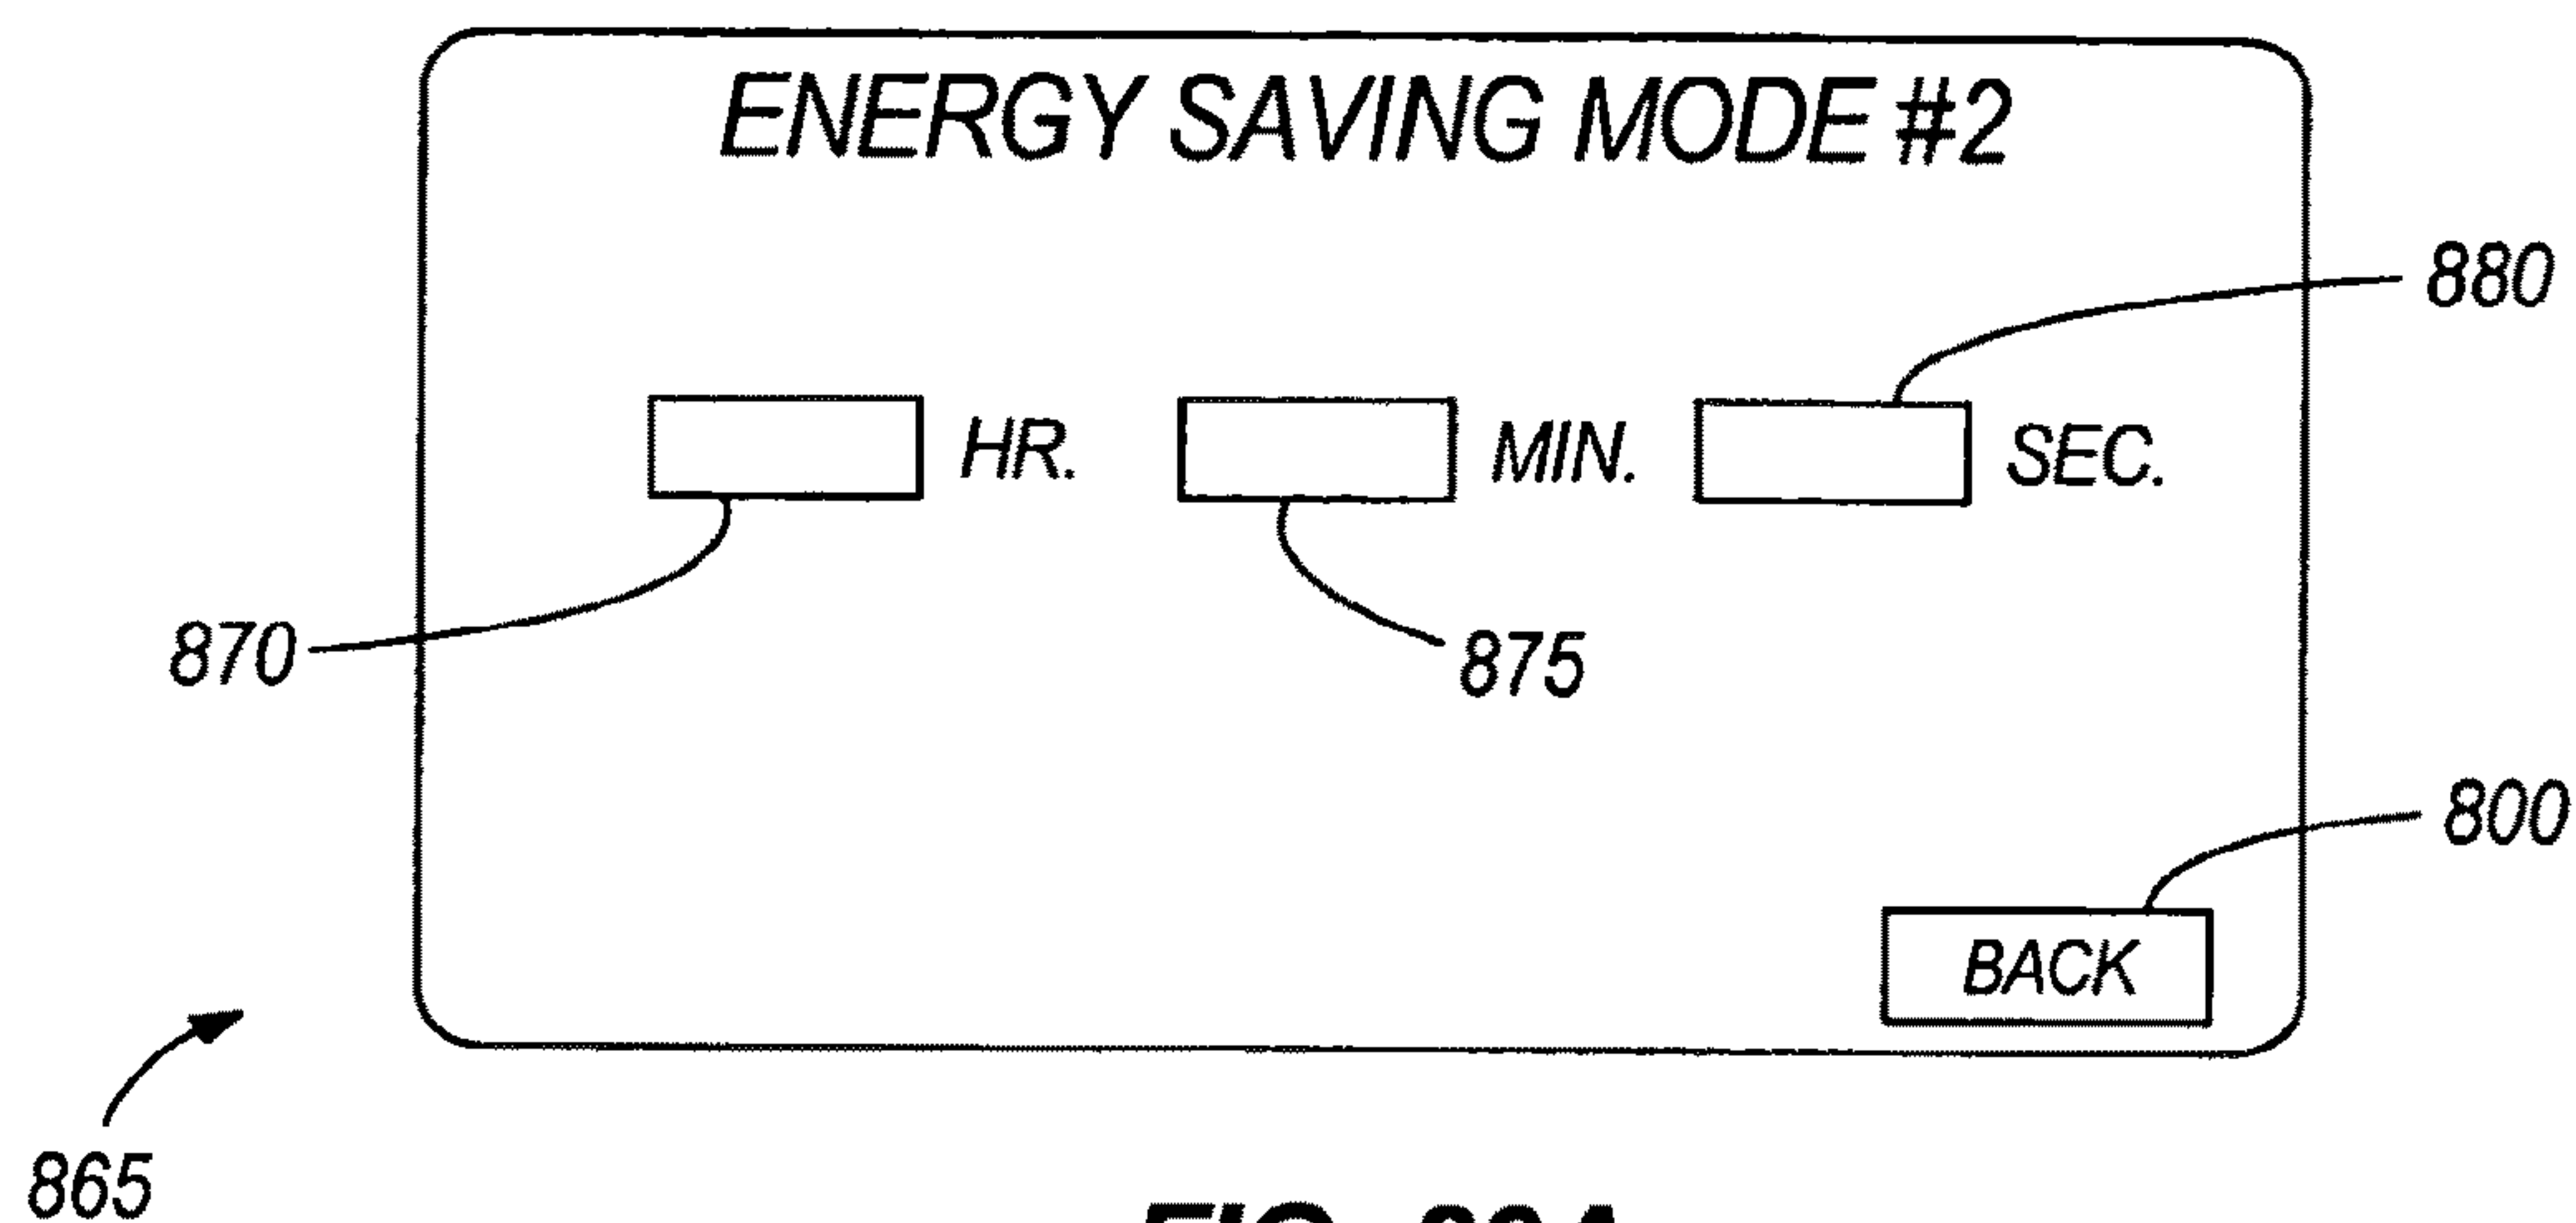 ENERGY SAVING MODE #2
880
HR. MIN. SEC.
870
875
800
BACK
865